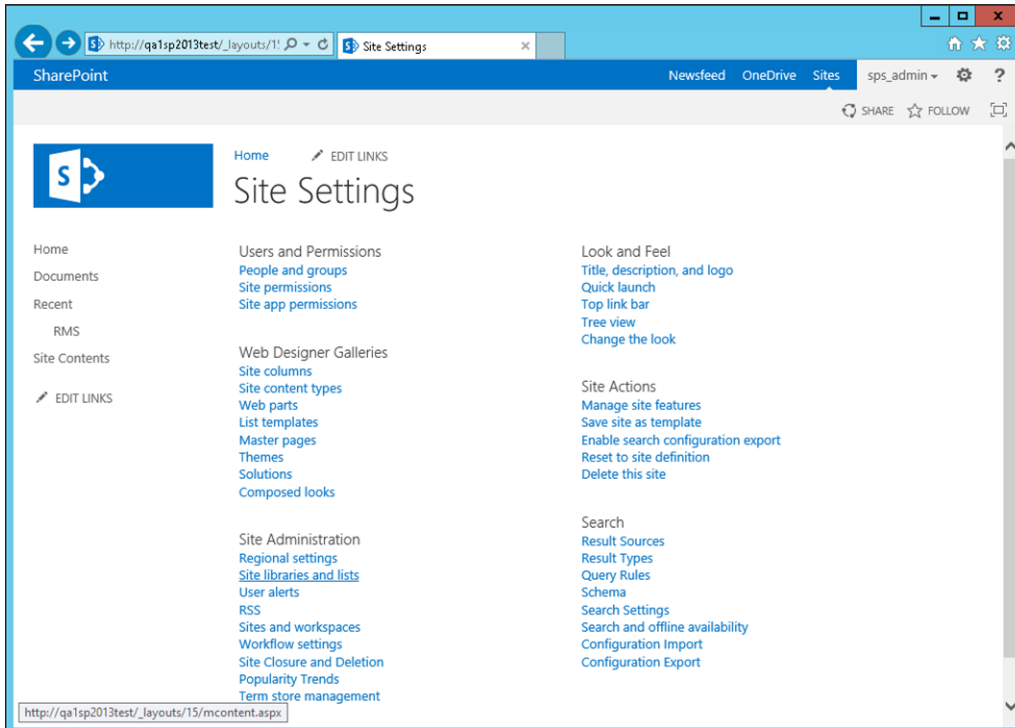 http://qa1sp2013test/_layouts/1!
Site Settings
SharePoint
Newsfeed OneDrive Sites sps_admin ?
SHARE FOLLOW
S
Home EDIT LINKS
Site Settings
Home
Documents
Recent
RMS
Site Contents
EDIT LINKS
Users and Permissions
People and groups
Site permissions
Site app permissions
Web Designer Galleries
Site columns
Site content types
Web parts
List templates
Master pages
Themes
Solutions
Composed looks
Site Administration
Regional settings
Site libraries and lists
User alerts
RSS
Sites and workspaces
Workflow settings
Site Closure and Deletion
Popularity Trends
Term store management
Look and Feel
Title, description, and logo
Quick launch
Top link bar
Tree view
Change the look
Site Actions
Manage site features
Save site as template
Enable search configuration export
Reset to site definition
Delete this site
Search
Result Sources
Result Types
Query Rules
Schema
Search Settings
Search and offline availability
Configuration Import
Configuration Export
http://qa1sp2013test/_layouts/15/mcontent.aspx